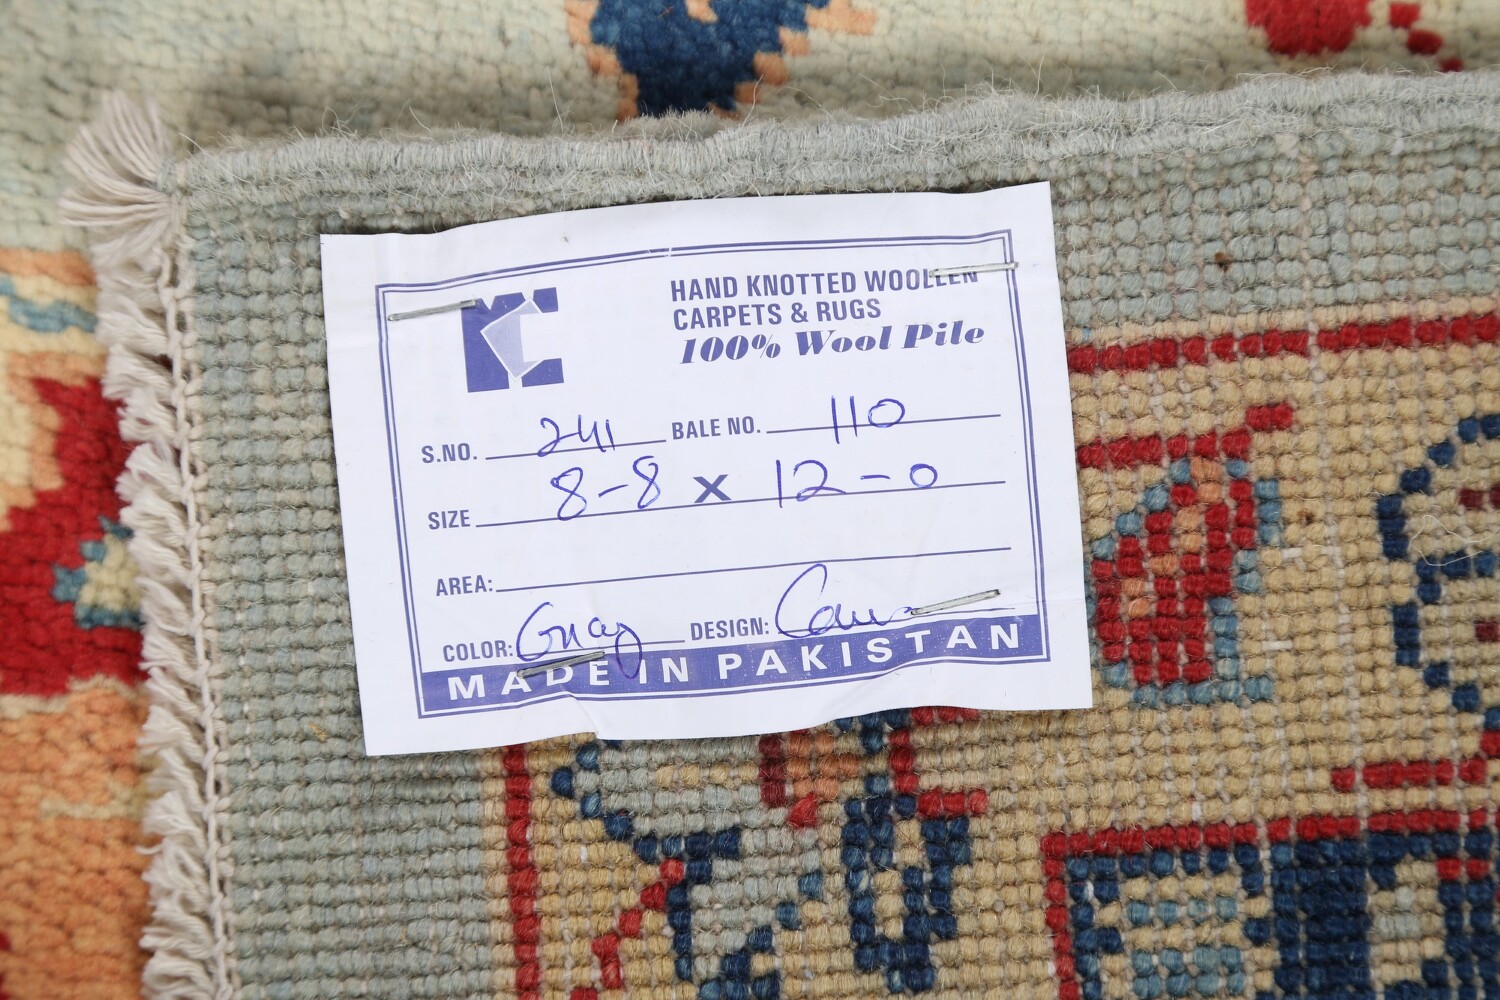 HAND KNOTTED WOOLLEN
CARPETS & RUGS
100% Wool Pile
S.NO. 241 BALE NO. 110
SIZE 8-8 x 12-0
AREA:
COLOR: Gray DESIGN:
MADE IN PAKISTAN